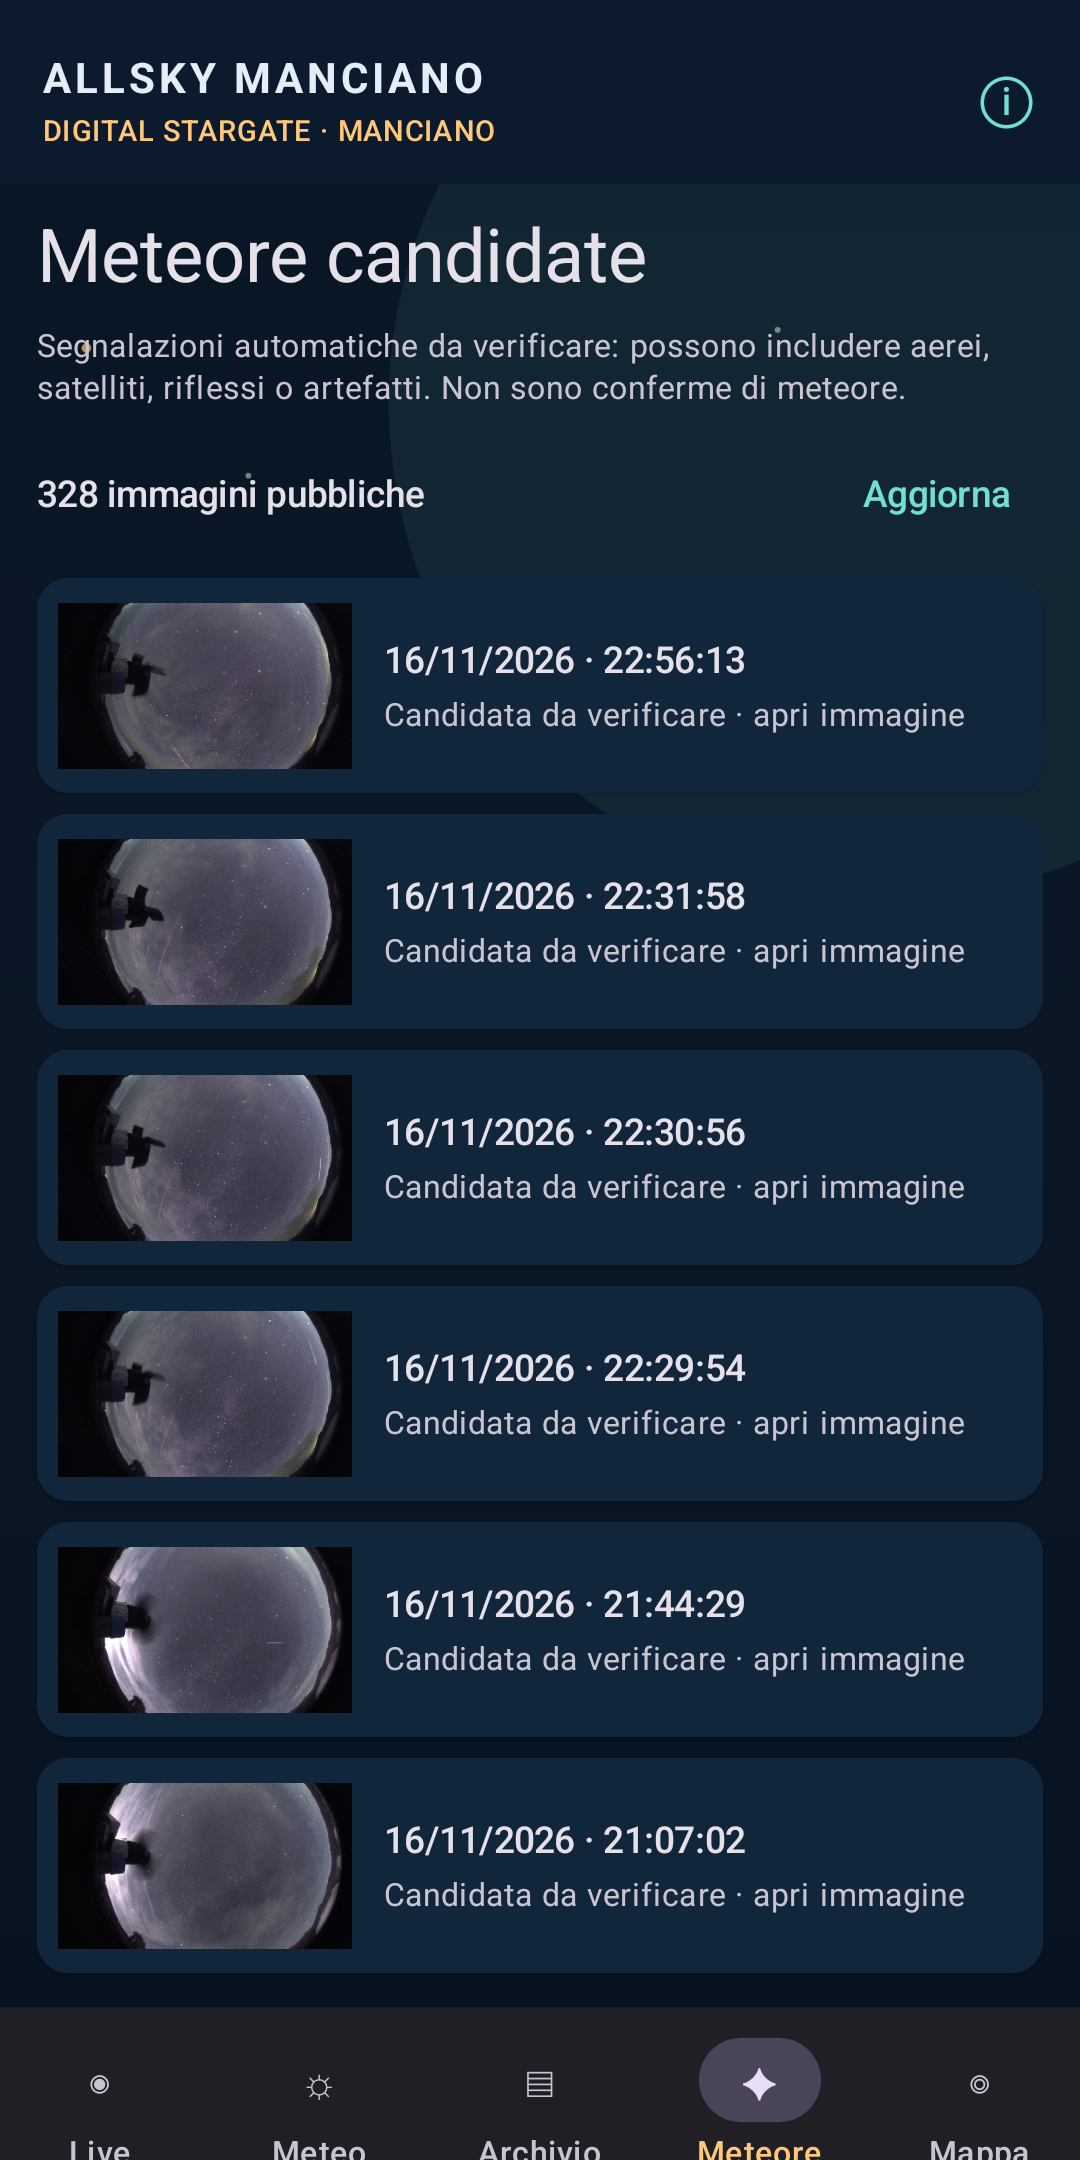 ALLSKY MANCIANO
DIGITAL STARGATE · MANCIANO
Meteore candidate
Segnalazioni automatiche da verificare: possono includere aerei,
satelliti, riflessi o artefatti. Non sono conferme di meteore.
328 immagini pubbliche
Aggiorna
16/11/2026 · 22:56:13
Candidata da verificare · apri immagine
16/11/2026 · 22:31:58
Candidata da verificare · apri immagine
16/11/2026 · 22:30:56
Candidata da verificare · apri immagine
16/11/2026 · 22:29:54
Candidata da verificare · apri immagine
16/11/2026 · 21:44:29
Candidata da verificare · apri immagine
16/11/2026 · 21:07:02
Candidata da verificare · apri immagine
Live
Meteo
Archivio
Meteore
Mappa